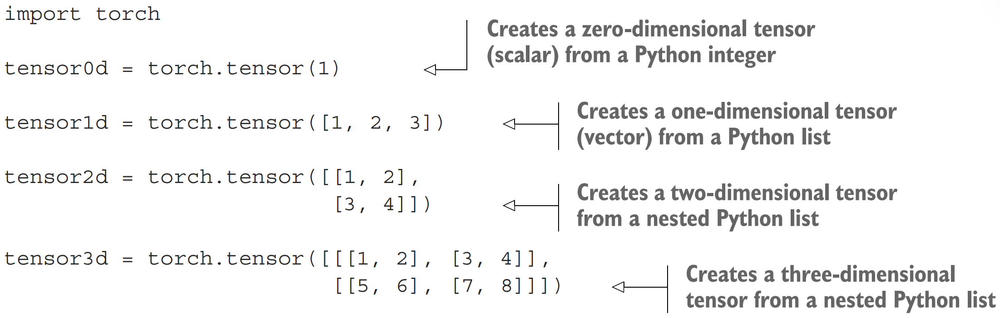 import torch
Creates a zero-dimensional tensor
(scalar) from a Python integer
tensor0d = torch.tensor(1)
Creates a one-dimensional tensor
(vector) from a Python list
tensor1d = torch.tensor([1, 2, 3])
tensor2d = torch.tensor([[1, 2],
[3, 4]])
Creates a two-dimensional tensor
from a nested Python list
tensor3d = torch.tensor([[[1, 2], [3, 4]],
[[5, 6], [7, 8]]])
Creates a three-dimensional
tensor from a nested Python list